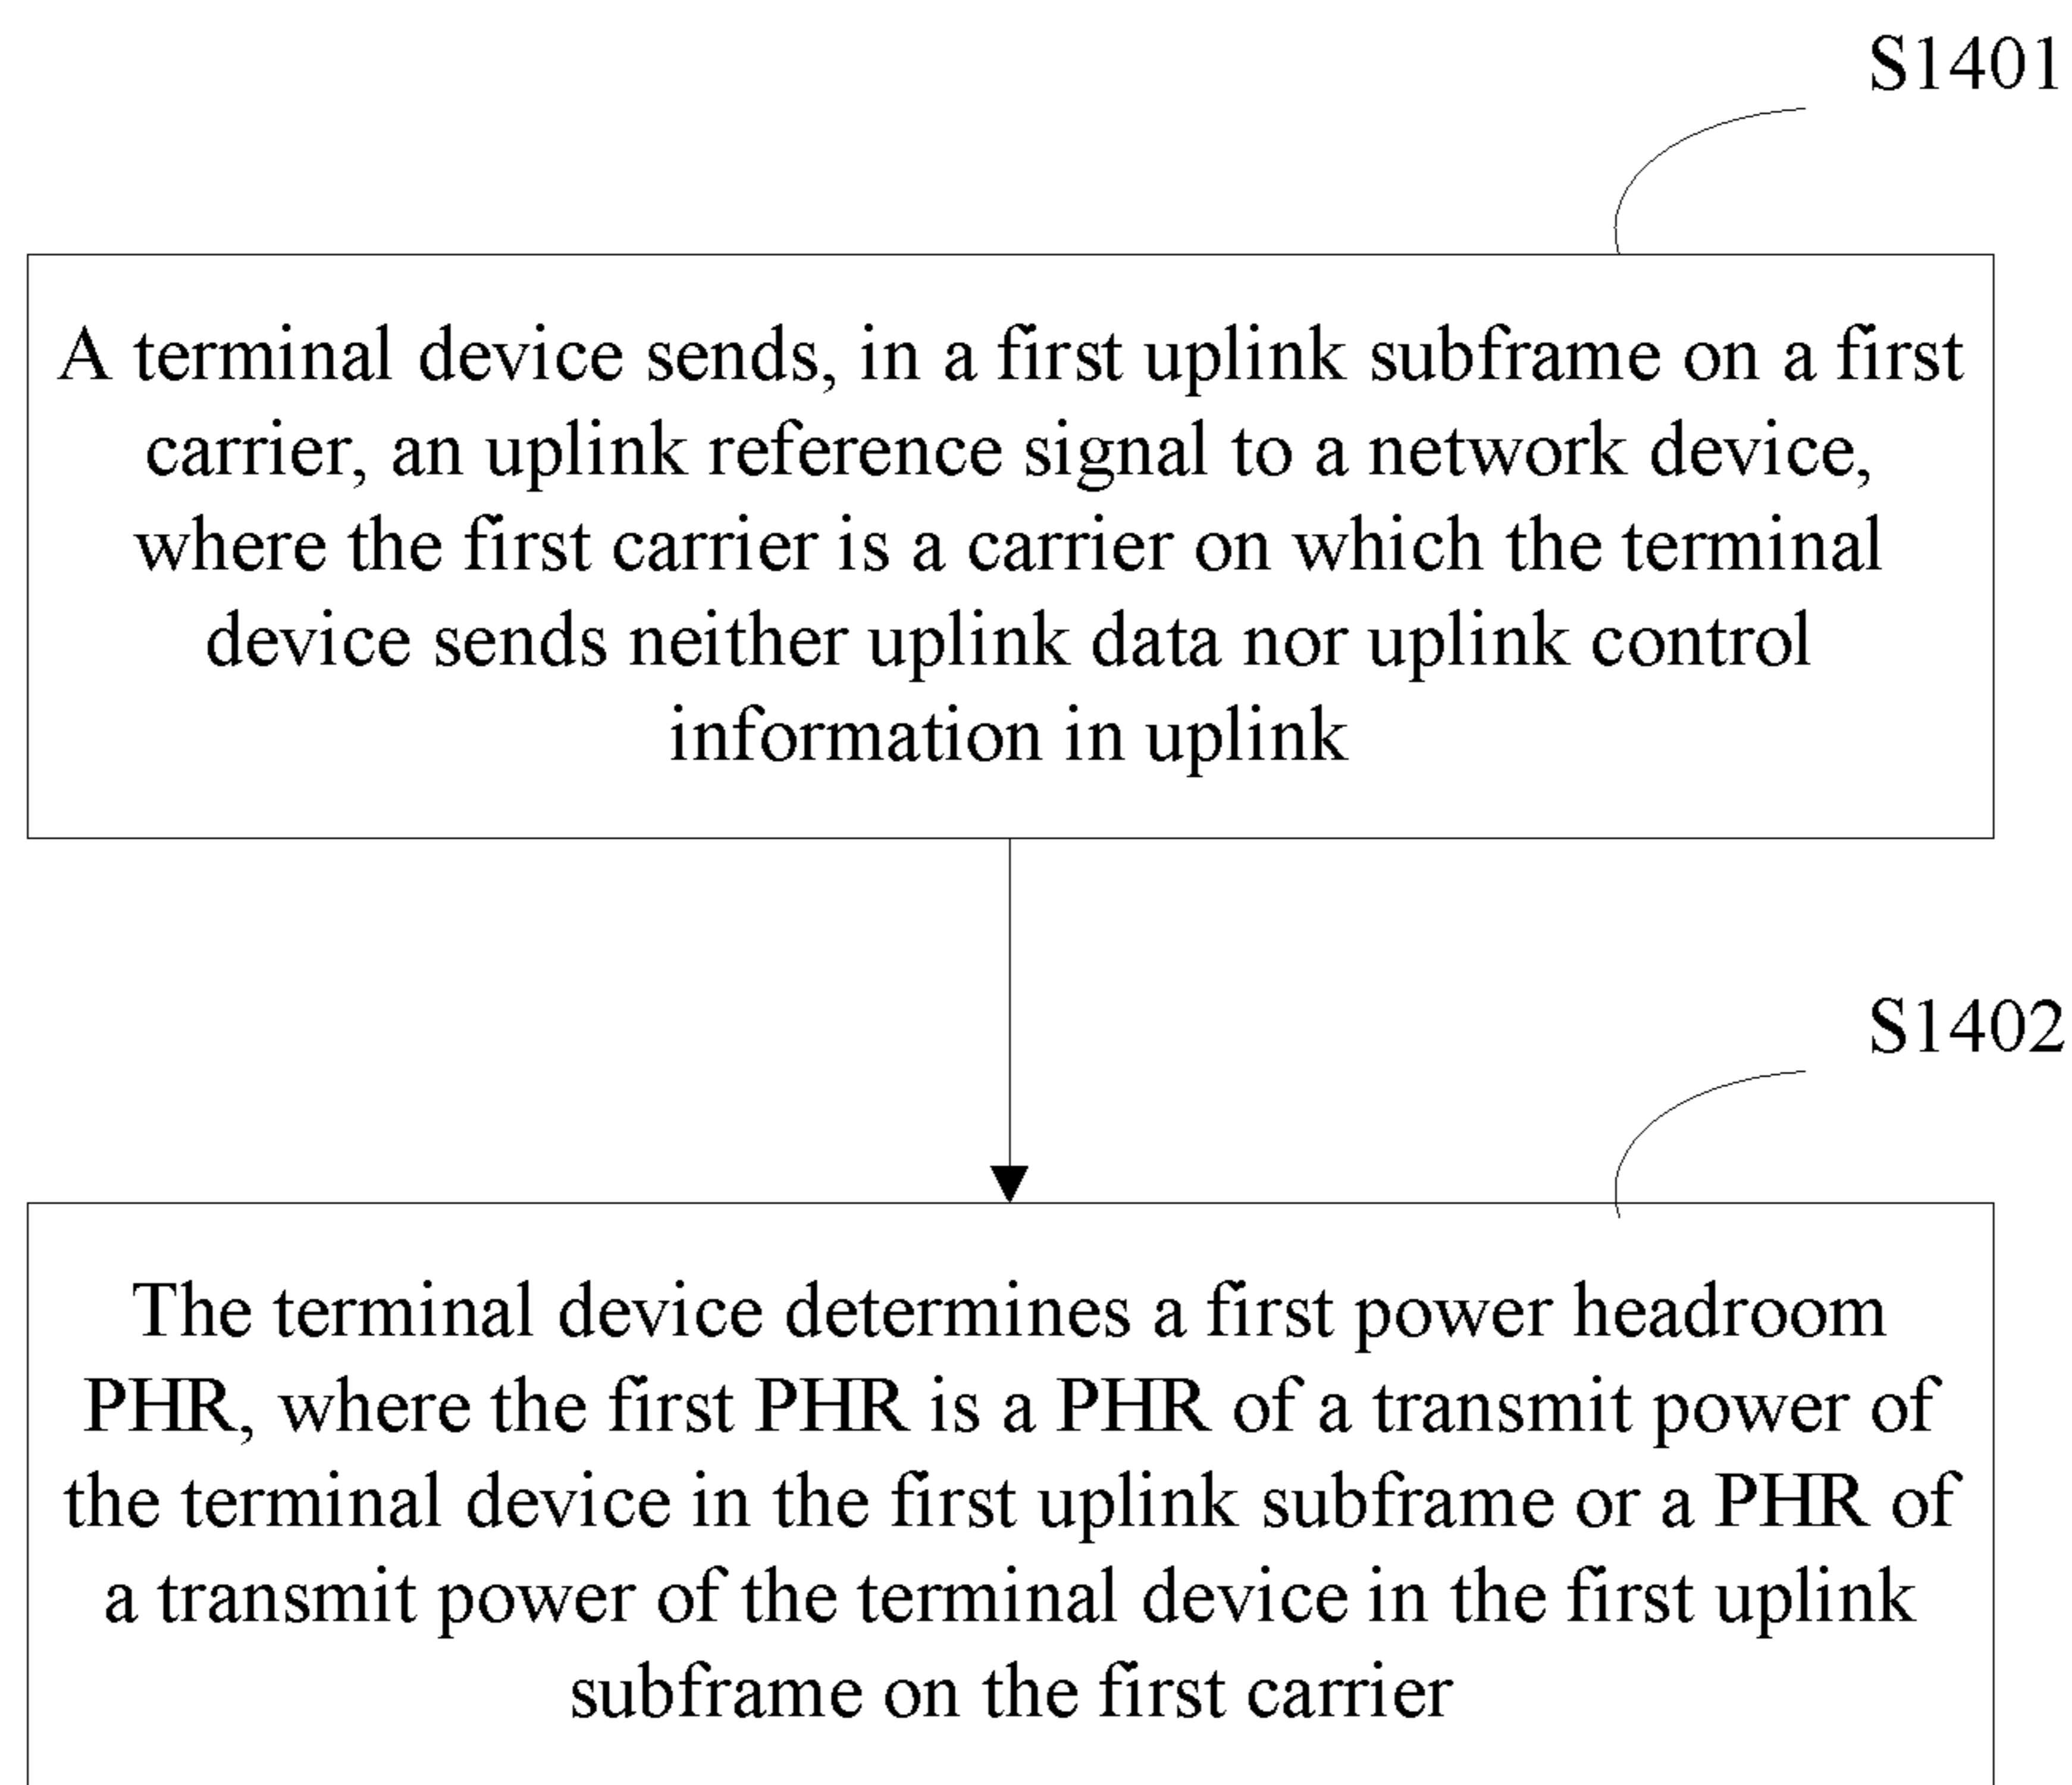 S1401
A terminal device sends, in a first uplink subframe on a first
carrier, an uplink reference signal to a network device,
where the first carrier is a carrier on which the terminal
device sends neither uplink data nor uplink control
information in uplink
S1402
The terminal device determines a first power headroom
PHR, where the first PHR is a PHR of a transmit power of
the terminal device in the first uplink subframe or a PHR of
a transmit power of the terminal device in the first uplink
subframe on the first carrier